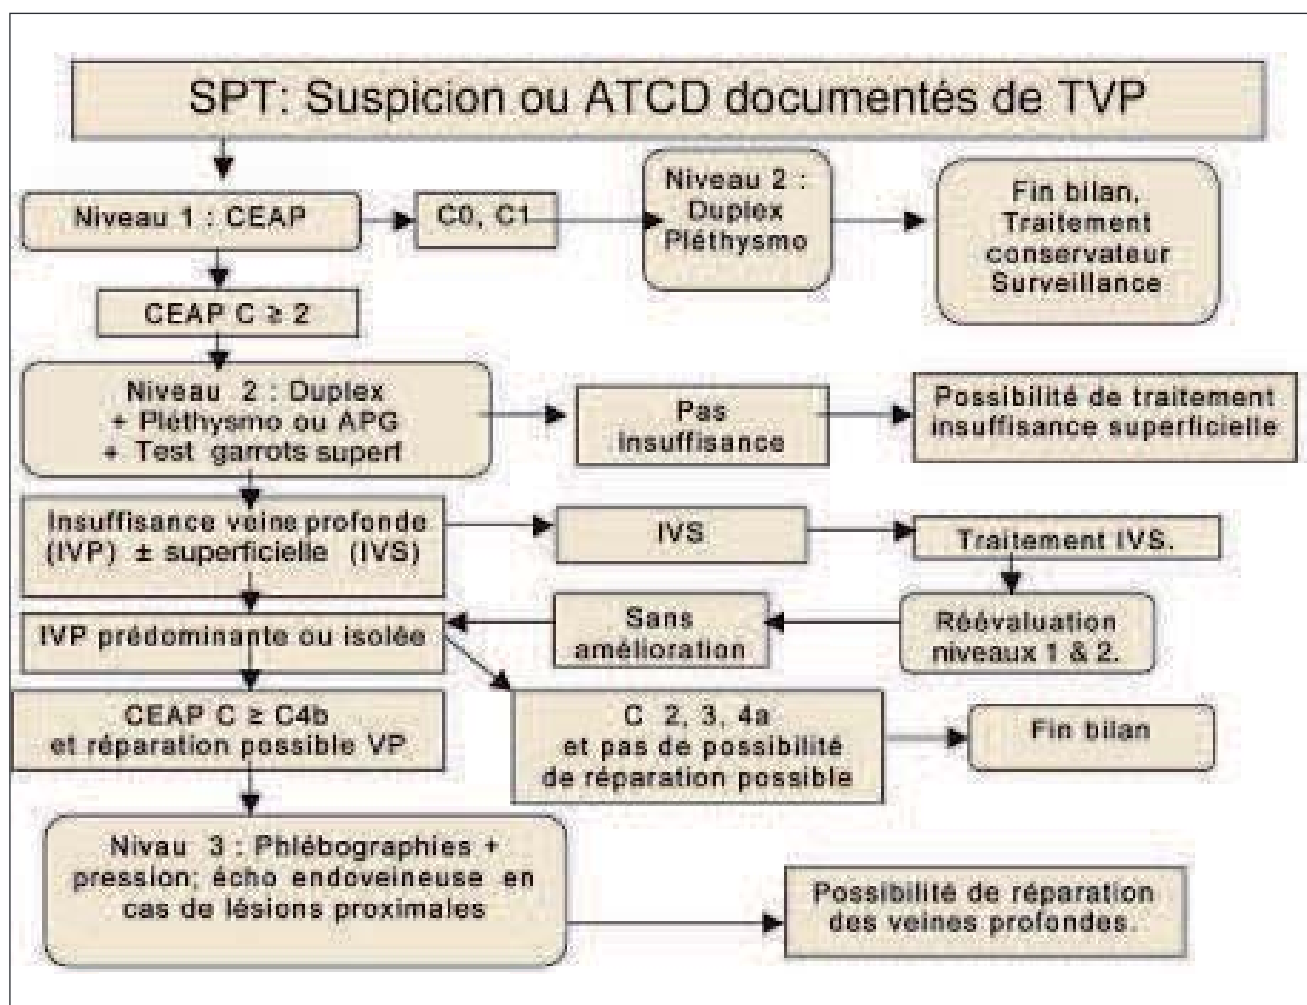 SPT: Suspicion ou ATCD documentés de TVP
Niveau 1 : CEAP
C0, C1
Niveau 2 :
Duplex
Pléthysmo
Fin bilan,
Traitement
conservateur
Surveillance
CEAP C ≥ 2
Niveau 2 : Duplex
+ Pléthysmo ou APG
+ Test garrots superf
Pas
insuffisance
Possibilité de traitement
insuffisance superficielle
Insuffisance veine profonde
(IVP) ± superficielle (IVS)
IVS
Traitement IVS.
IVP prédominante ou isolée
Sans
amélioration
Réévaluation
niveaux 1 & 2.
CEAP C ≥ C4b
et réparation possible VP
C 2, 3, 4a
et pas de possibilité
de réparation possible
Fin bilan
Nivau 3 : Phlébographies +
pression; écho endoveineuse en
cas de lésions proximales
Possibilité de réparation
des veines profondes.